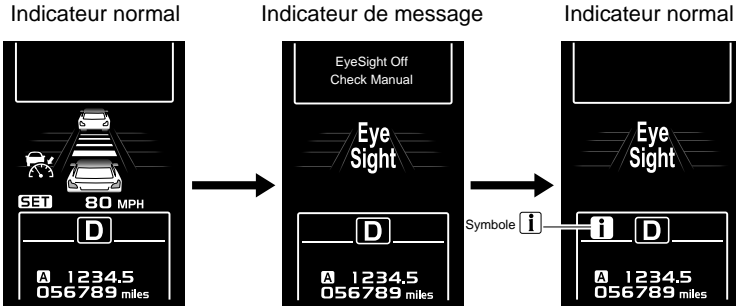 Indicateur normal
Indicateur de message
Indicateur normal
SET 80 MPH
D
A 1234.5
056789 miles
EyeSight Off
Check Manual
Eye
Sight
D
A 1234.5
056789 miles
Eye
Sight
Symbole i
i D
A 1234.5
056789 miles